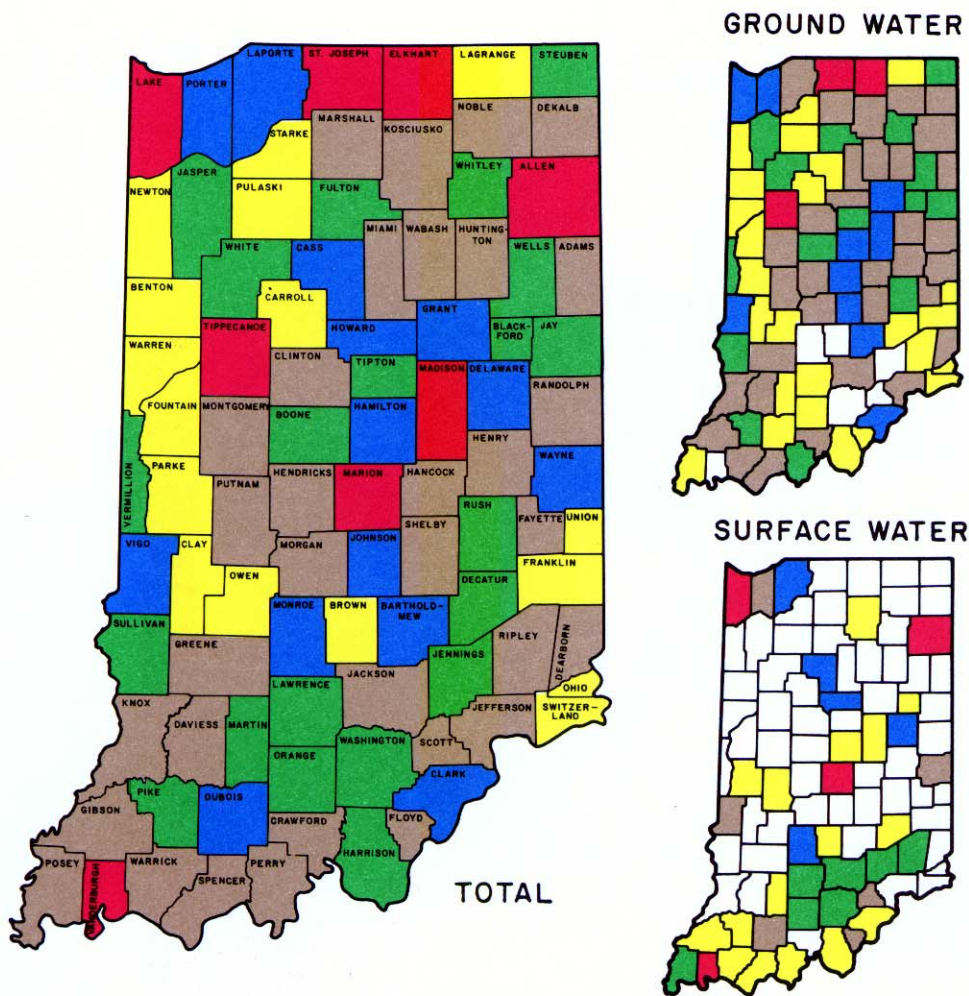 GROUND WATER
LAPORTE
ST. JOSEPH
ELKHART
LAGRANGE
STEUBEN
LAKE
PORTER
NOBLE
DEKALB
MARSHALL
KOSCIUSKO
STARKE
WHITLEY
ALLEN
JASPER
NEWTON
PULASKI
FULTON
MIAMI
WABASH
HUNTING-
TON
WHITE
CASS
WELLS
ADAMS
BENTON
CARROLL
GRANT
TIPPECANOE
HOWARD
BLACK-
FORD
JAY
WARREN
CLINTON
TIPTON
MADISON
DELAWARE
RANDOLPH
FOUNTAIN
MONTGOMERY
BOONE
HAMILTON
HENRY
WAYNE
VERMILLION
PARKE
PUTNAM
HENDRICKS
MARION
HANCOCK
RUSH
FAYETTE
UNION
SHELBY
SURFACE WATER
VIGO
CLAY
MORGAN
JOHNSON
FRANKLIN
OWEN
DECATUR
MONROE
BROWN
BARTHOLO-
MEW
SULLIVAN
GREENE
RIPLEY
DEARBORN
JENNINGS
JACKSON
LAWRENCE
OHIO
SWITZER-
LAND
KNOX
DAVIESS
MARTIN
JEFFERSON
WASHINGTON
SCOTT
ORANGE
CLARK
PIKE
DUBOIS
GIBSON
CRAWFORD
FLOYD
HARRISON
POSEY
VANDERBURGH
WARRICK
PERRY
SPENCER
TOTAL